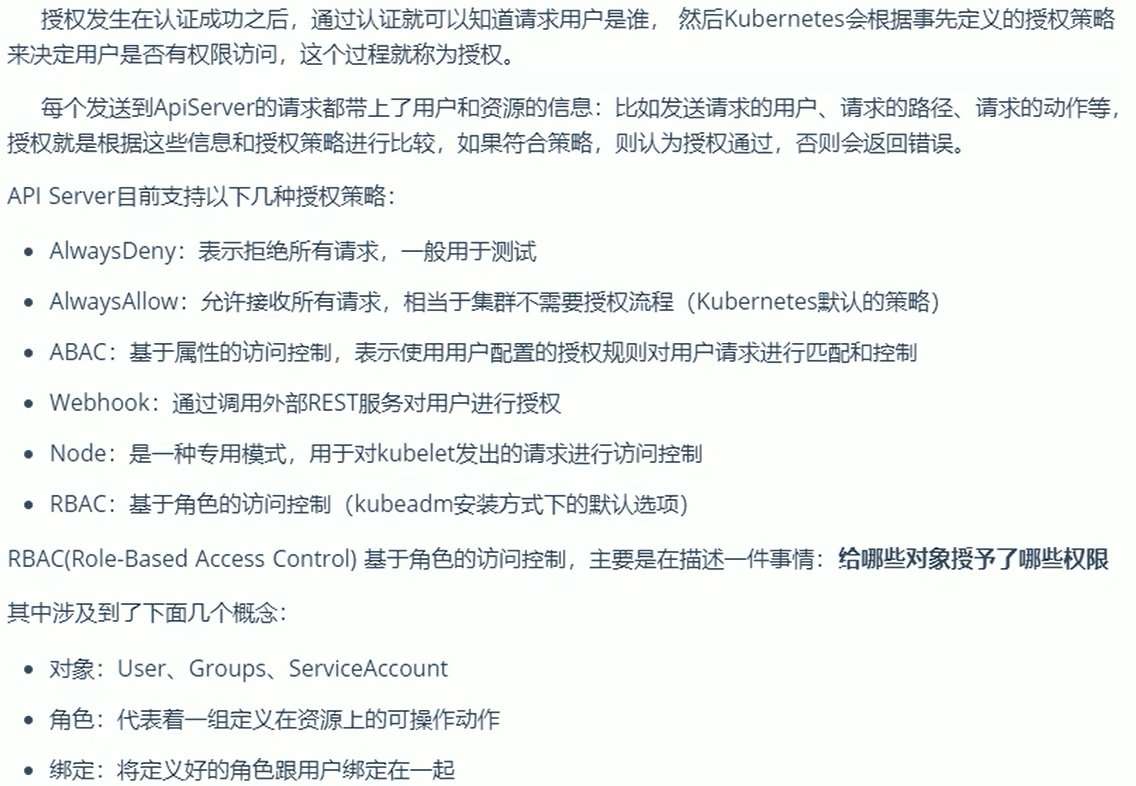 授权发生在认证成功之后，通过认证就可以知道请求用户是谁， 然后Kubernetes会根据事先定义的授权策略
来决定用户是否有权限访问，这个过程就称为授权。
每个发送到ApiServer的请求都带上了用户和资源的信息：比如发送请求的用户、请求的路径、请求的动作等，
授权就是根据这些信息和授权策略进行比较，如果符合策略，则认为授权通过，否则会返回错误。
API Server目前支持以下几种授权策略：
• AlwaysDeny：表示拒绝所有请求，一般用于测试
• AlwaysAllow：允许接收所有请求，相当于集群不需要授权流程（Kubernetes默认的策略）
• ABAC：基于属性的访问控制，表示使用用户配置的授权规则对用户请求进行匹配和控制
• Webhook：通过调用外部REST服务对用户进行授权
• Node：是一种专用模式，用于对kubelet发出的请求进行访问控制
• RBAC：基于角色的访问控制（kubeadm安装方式下的默认选项）
RBAC(Role-Based Access Control) 基于角色的访问控制，主要是在描述一件事情：给哪些对象授予了哪些权限
其中涉及到了下面几个概念：
• 对象：User、Groups、ServiceAccount
• 角色：代表着一组定义在资源上的可操作动作
• 绑定：将定义好的角色跟用户绑定在一起